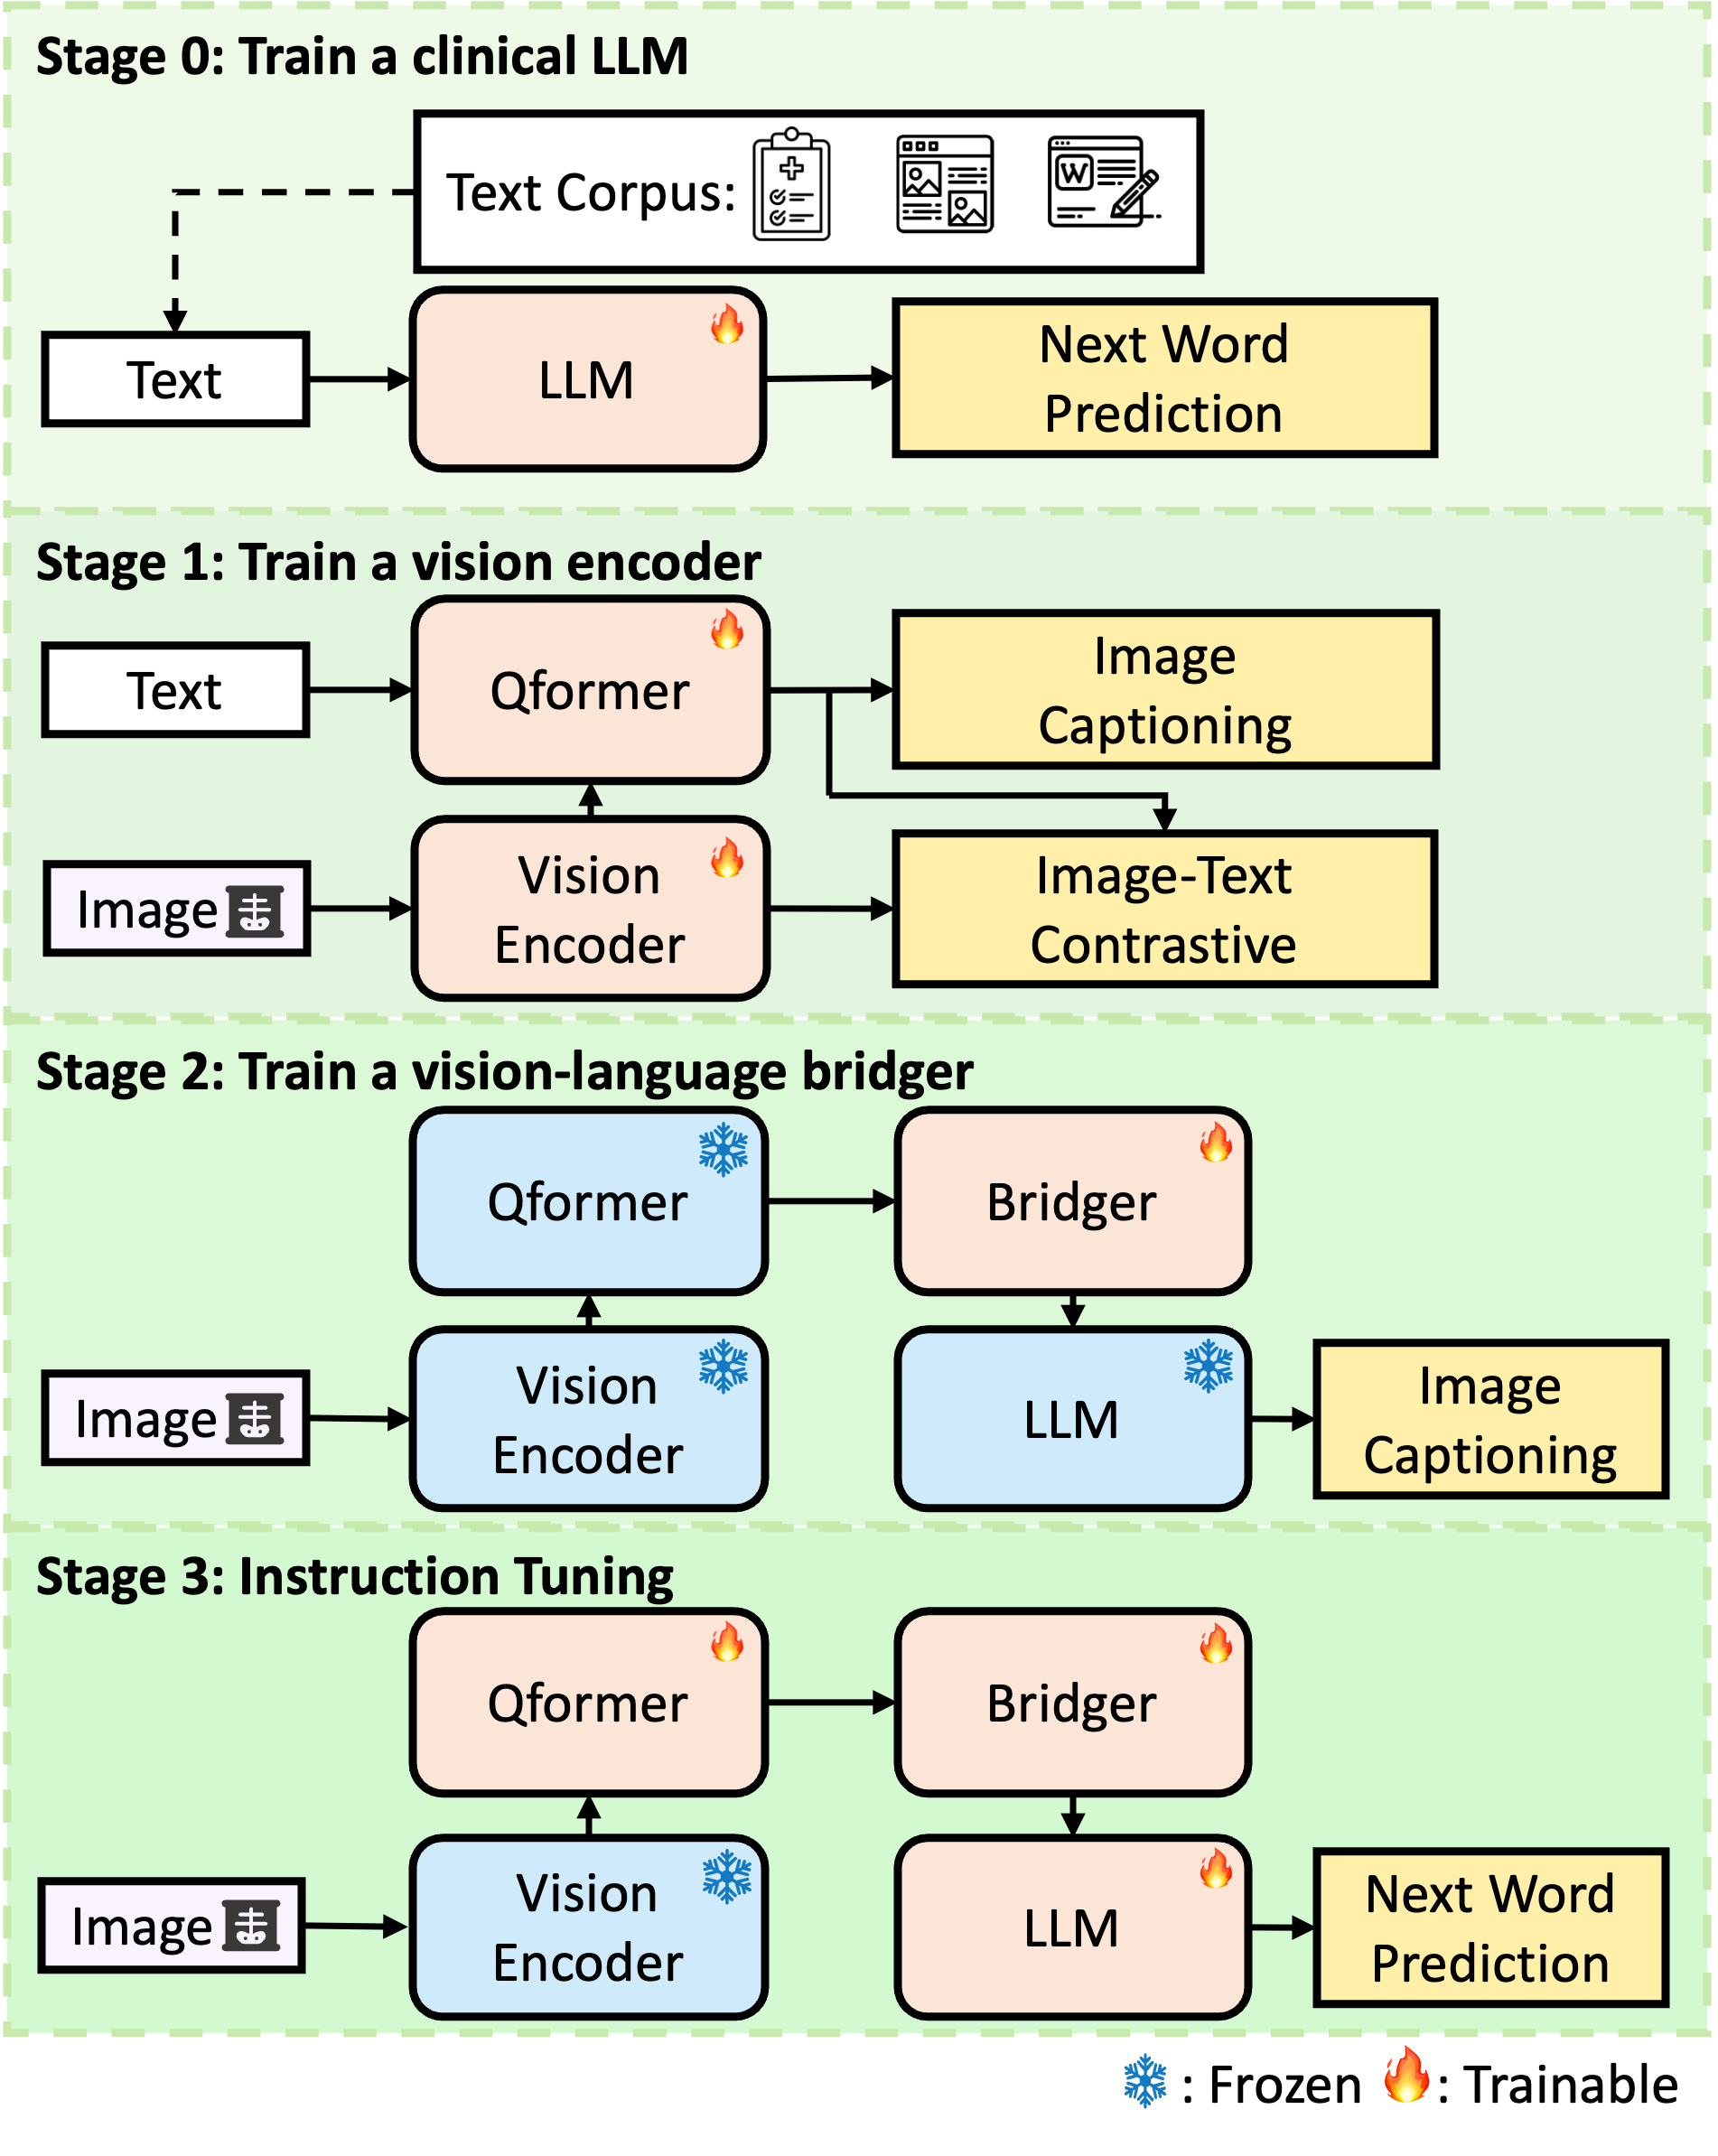 Stage 0: Train a clinical LLM
Text Corpus:
W
Text
LLM
Next Word
Prediction
Stage 1: Train a vision encoder
Text
Qformer
Image
Captioning
Image
Vision
Encoder
Image-Text
Contrastive
Stage 2: Train a vision-language bridger
Qformer
Bridger
Image
Vision
Encoder
LLM
Image
Captioning
Stage 3: Instruction Tuning
Qformer
Bridger
Image
Vision
Encoder
LLM
Next Word
Prediction
: Frozen : Trainable